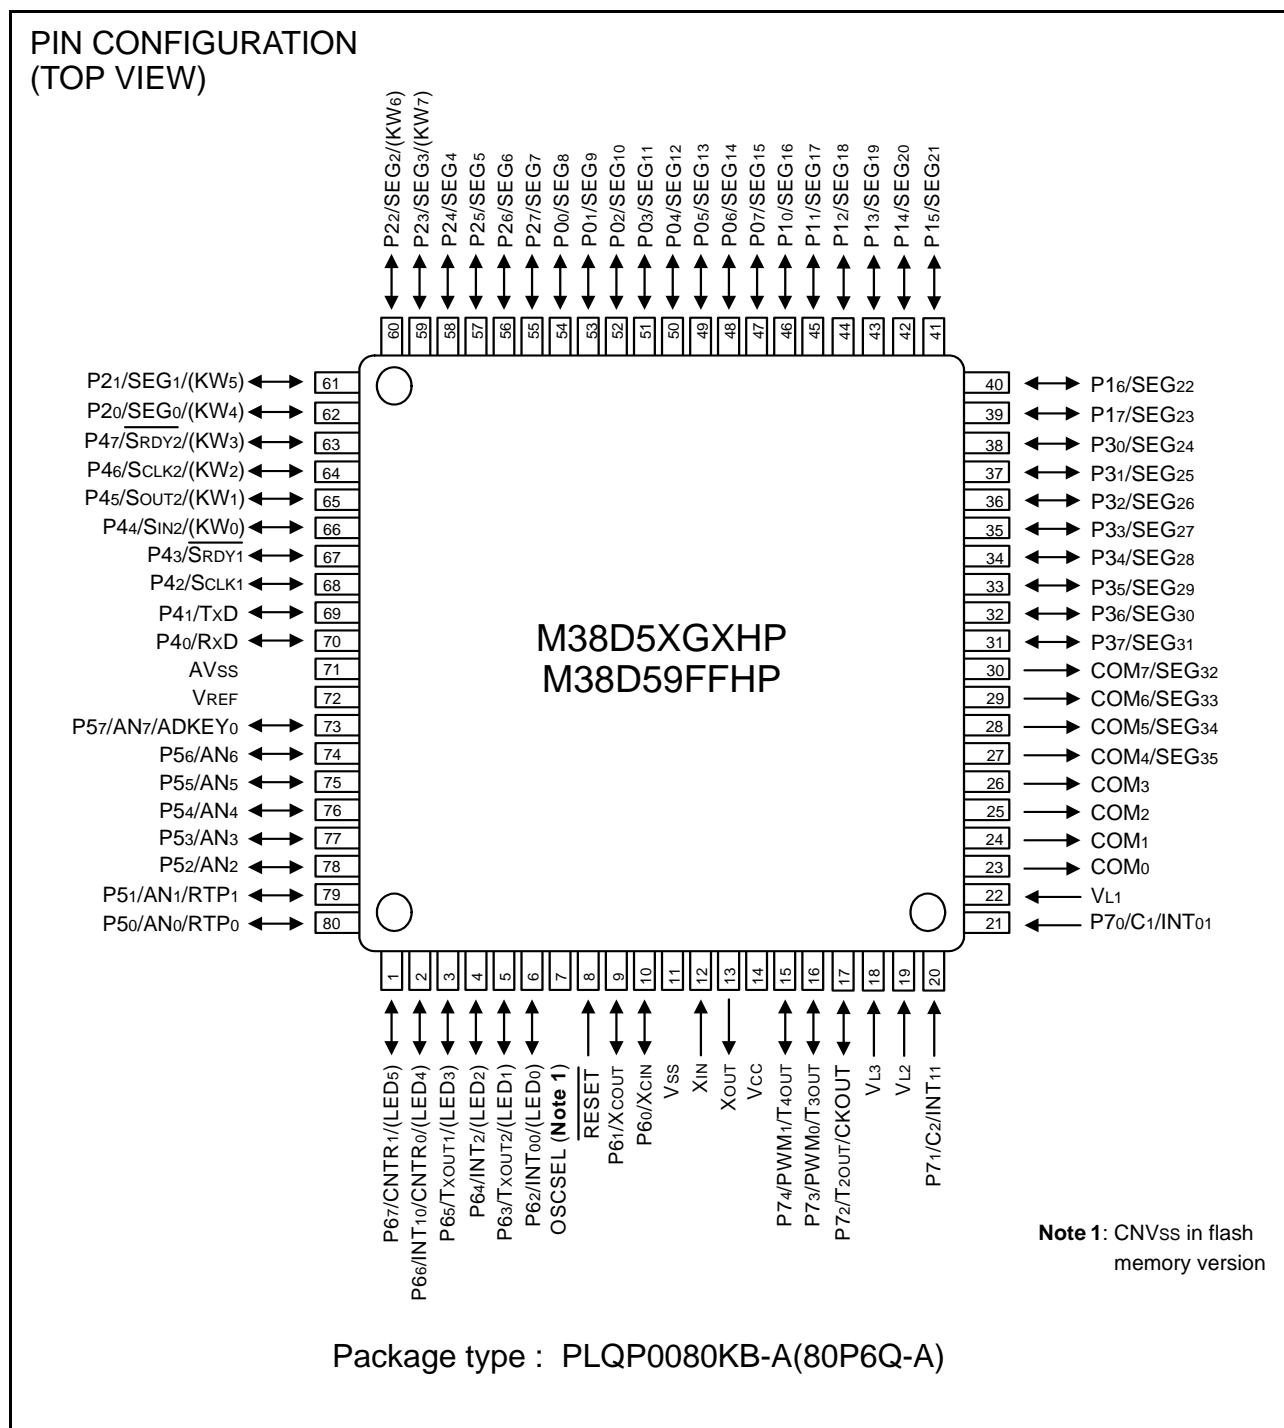 PIN CONFIGURATION
(TOP VIEW)
P22/SEG2/(KW6)
P23/SEG3/(KW7)
P24/SEG4
P25/SEG5
P26/SEG6
P27/SEG7
P00/SEG8
P01/SEG9
P02/SEG10
P03/SEG11
P04/SEG12
P05/SEG13
P06/SEG14
P07/SEG15
P10/SEG16
P11/SEG17
P12/SEG18
P13/SEG19
P14/SEG20
P15/SEG21
60 59 58 57 56 55 54 53 52 51 50 49 48 47 46 45 44 43 42 41
P21/SEG1/(KW5) 61
P20/SEG0/(KW4) 62
P47/SRDY2/(KW3) 63
P46/SCLK2/(KW2) 64
P45/SOUT2/(KW1) 65
P44/SIN2/(KW0) 66
P43/SRDY1 67
P42/SCLK1 68
P41/TXD 69
P40/RXD 70
AVSS 71
VREF 72
P57/AN7/ADKEY0 73
P56/AN6 74
P55/AN5 75
P54/AN4 76
P53/AN3 77
P52/AN2 78
P51/AN1/RTP1 79
P50/AN0/RTP0 80
M38D5XGXHP
M38D59FFHP
40 P16/SEG22
39 P17/SEG23
38 P30/SEG24
37 P31/SEG25
36 P32/SEG26
35 P33/SEG27
34 P34/SEG28
33 P35/SEG29
32 P36/SEG30
31 P37/SEG31
30 COM7/SEG32
29 COM6/SEG33
28 COM5/SEG34
27 COM4/SEG35
26 COM3
25 COM2
24 COM1
23 COM0
22 VL1
21 P70/C1/INT01
1 2 3 4 5 6 7 8 9 10 11 12 13 14 15 16 17 18 19 20
P67/CNTR1/(LED5)
P66/INT10/CNTR0/(LED4)
P65/TXOUT1/(LED3)
P64/INT2/(LED2)
P63/TXOUT2/(LED1)
P62/INT00/(LED0)
OSCSEL (Note 1)
RESET
P61/XCOUT
P60/XCIN
VSS
XIN
XOUT
VCC
P74/PWM1/T4OUT
P73/PWM0/T3OUT
P72/T2OUT/CKOUT
VL3
VL2
P71/C2/INT11
Note 1: CNVSS in flash
memory version
Package type : PLQP0080KB-A(80P6Q-A)